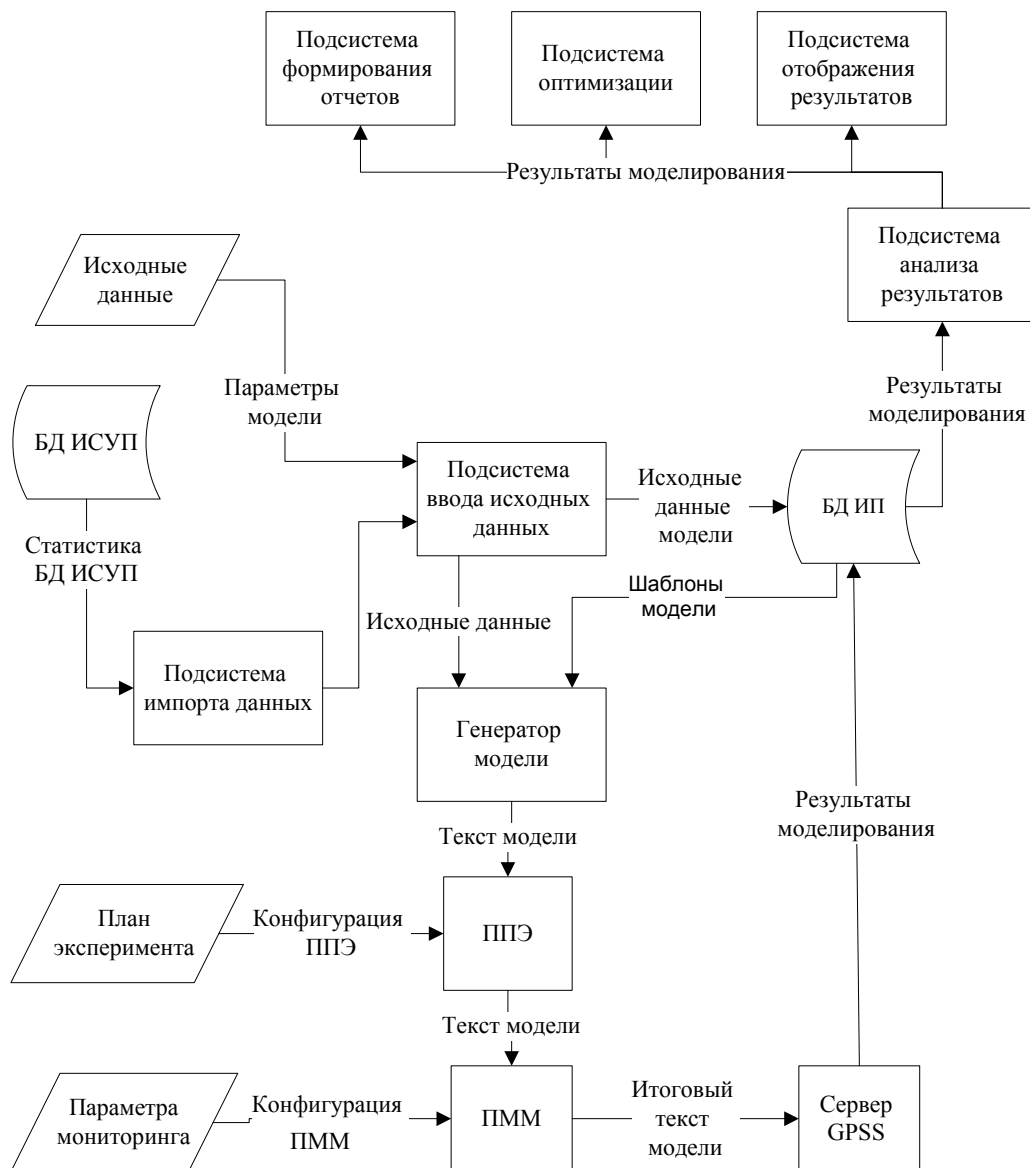 Подсистема
формирования
отчетов
Подсистема
оптимизации
Подсистема
отображения
результатов
Результаты моделирования
Подсистема
анализа
результатов
Исходные
данные
Параметры
модели
Результаты
моделирования
БД ИСУП
Подсистема
ввода исходных
данных
Исходные
данные
модели
БД ИП
Статистика
БД ИСУП
Шаблоны
модели
Исходные данные
Подсистема
импорта данных
Генератор
модели
Результаты
моделирования
Текст модели
План
эксперимента
Конфигурация
ППЭ
ППЭ
Текст модели
Параметра
мониторинга
Конфигурация
ПММ
ПММ
Итоговый
текст
модели
Сервер
GPSS